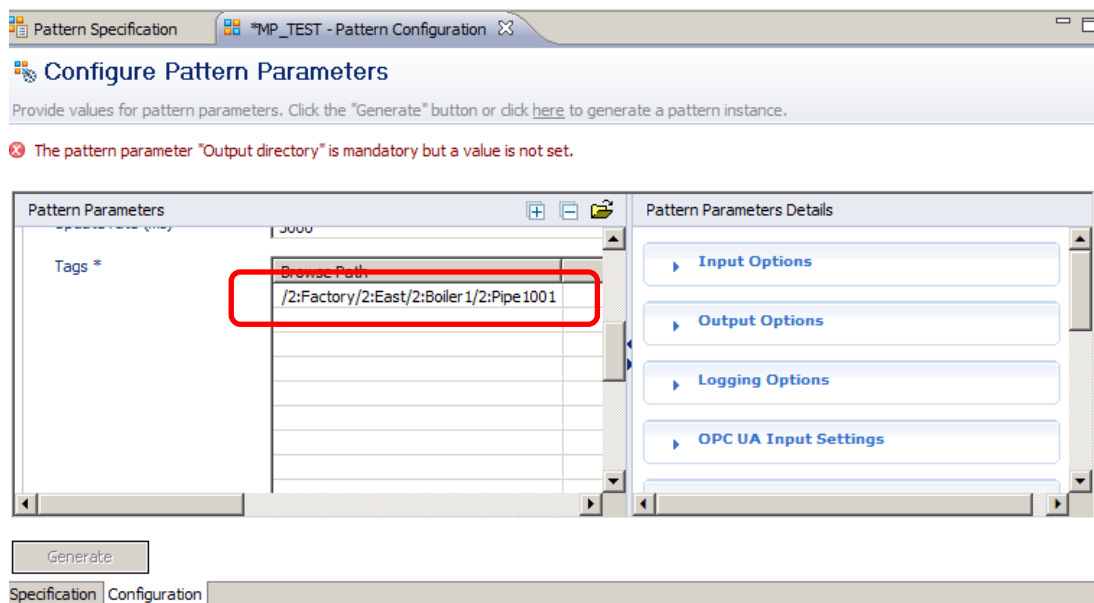 Pattern Specification
*MP_TEST - Pattern Configuration
Configure Pattern Parameters
Provide values for pattern parameters. Click the "Generate" button or click here to generate a pattern instance.
The pattern parameter "Output directory" is mandatory but a value is not set.
Pattern Parameters
Pattern Parameters Details
Tags *
Browse Path
/2:Factory/2:East/2:Boiler1/2:Pipe1001
Input Options
Output Options
Logging Options
OPC UA Input Settings
Generate
Specification
Configuration